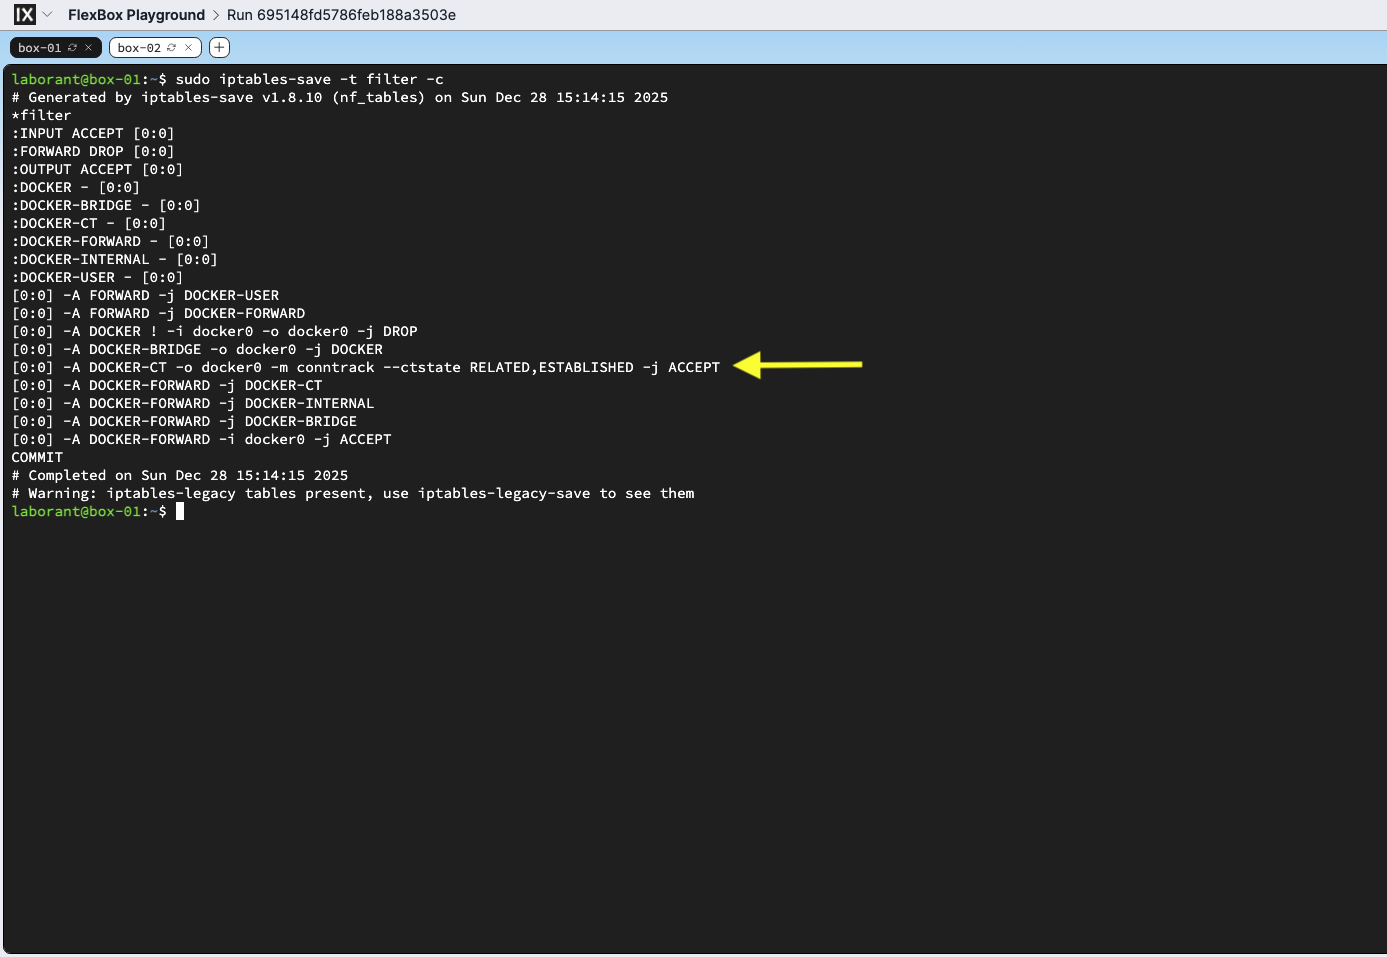 IX FlexBox Playground > Run 695148fd5786feb188a3503e
box-01 box-02 +
laborant@box-01:~$ sudo iptables-save -t filter -c
# Generated by iptables-save v1.8.10 (nf_tables) on Sun Dec 28 15:14:15 2025
*filter
:INPUT ACCEPT [0:0]
:FORWARD DROP [0:0]
:OUTPUT ACCEPT [0:0]
:DOCKER - [0:0]
:DOCKER-BRIDGE - [0:0]
:DOCKER-CT - [0:0]
:DOCKER-FORWARD - [0:0]
:DOCKER-INTERNAL - [0:0]
:DOCKER-USER - [0:0]
[0:0] -A FORWARD -j DOCKER-USER
[0:0] -A FORWARD -j DOCKER-FORWARD
[0:0] -A DOCKER ! -i docker0 -o docker0 -j DROP
[0:0] -A DOCKER-BRIDGE -o docker0 -j DOCKER
[0:0] -A DOCKER-CT -o docker0 -m conntrack --ctstate RELATED,ESTABLISHED -j ACCEPT
[0:0] -A DOCKER-FORWARD -j DOCKER-CT
[0:0] -A DOCKER-FORWARD -j DOCKER-INTERNAL
[0:0] -A DOCKER-FORWARD -j DOCKER-BRIDGE
[0:0] -A DOCKER-FORWARD -i docker0 -j ACCEPT
COMMIT
# Completed on Sun Dec 28 15:14:15 2025
# Warning: iptables-legacy tables present, use iptables-legacy-save to see them
laborant@box-01:~$